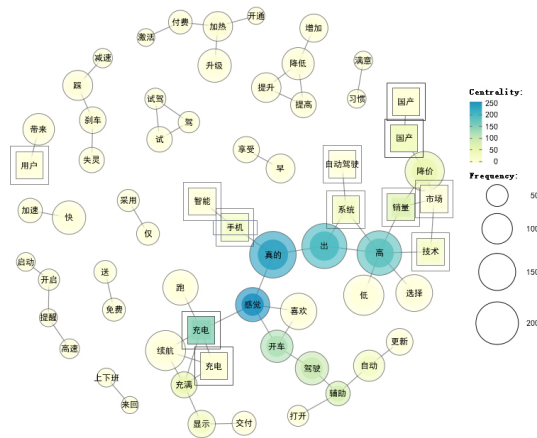 激活
付费
加热
开通
升级
增加
降低
提升
提高
满意
习惯
减速
踩
刹车
失灵
试驾
试
驾
带来
用户
享受
早
加速
快
采用
仅
国产
国产
降价
市场
销量
技术
自动驾驶
系统
智能
手机
真的
出
高
低
选择
启动
开启
提醒
高速
送
免费
跑
感觉
喜欢
充电
续航
充电
充满
开车
驾驶
辅助
自动
更新
打开
显示
交付
上下班
来回
Centrality:
250
200
150
100
50
0
Frequency:
50
100
150
200